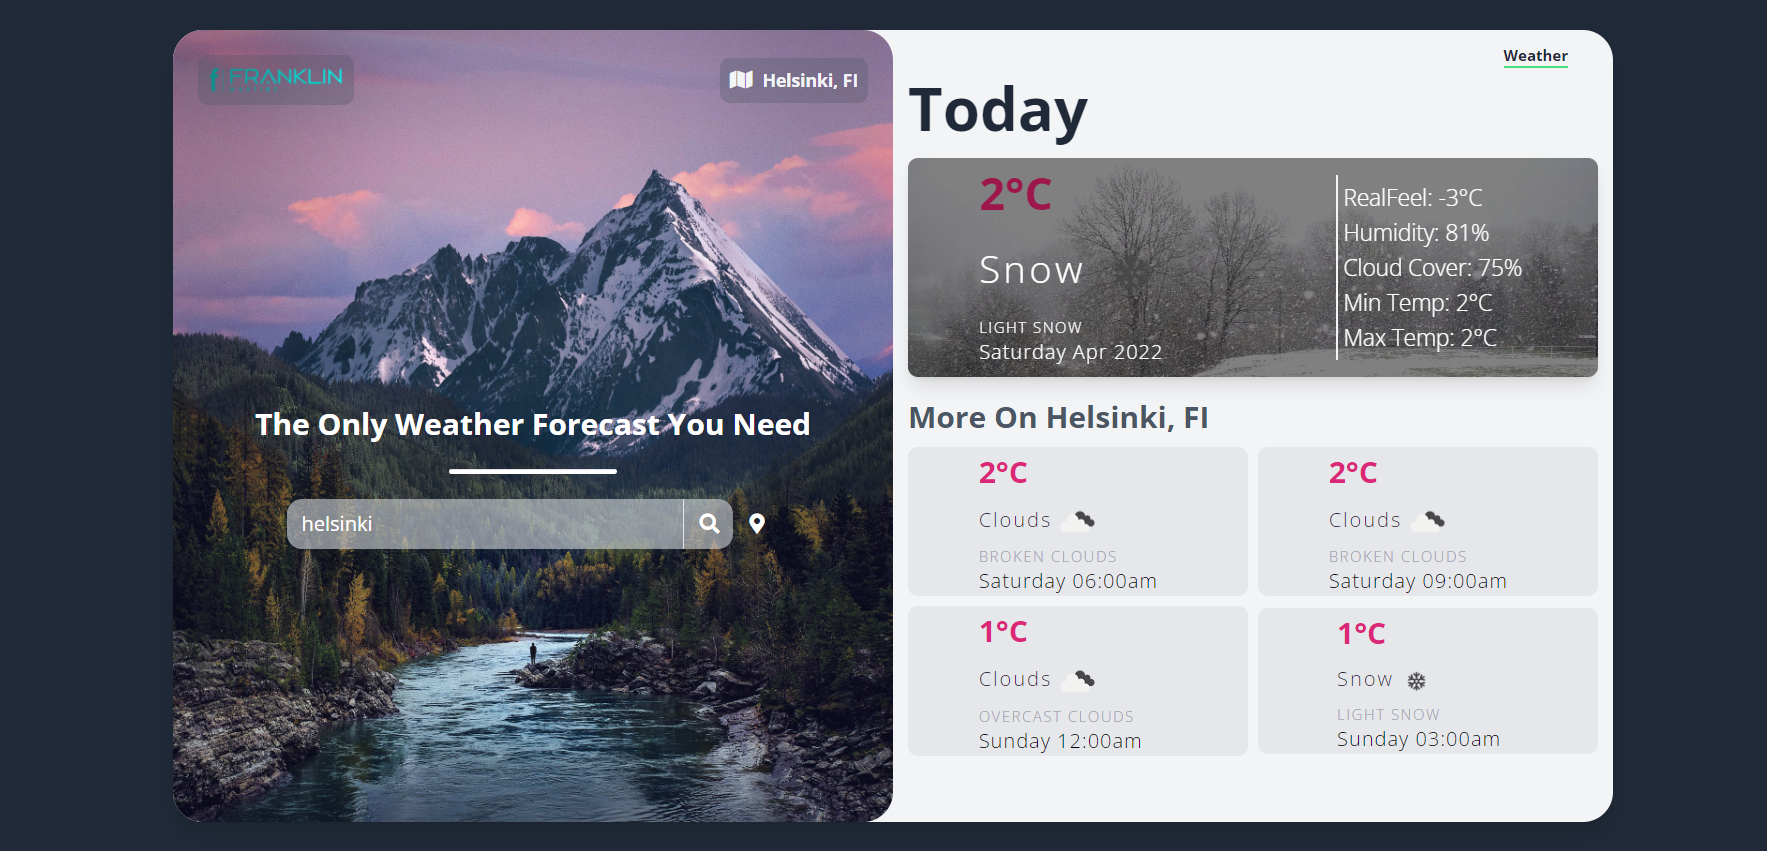 FRANKLIN
Helsinki, FI
The Only Weather Forecast You Need
helsinki
Weather
Today
2°C
Snow
LIGHT SNOW
Saturday Apr 2022
RealFeel: -3°C
Humidity: 81%
Cloud Cover: 75%
Min Temp: 2°C
Max Temp: 2°C
More On Helsinki, FI
2°C
Clouds
BROKEN CLOUDS
Saturday 06:00am
2°C
Clouds
BROKEN CLOUDS
Saturday 09:00am
1°C
Clouds
OVERCAST CLOUDS
Sunday 12:00am
1°C
Snow
LIGHT SNOW
Sunday 03:00am